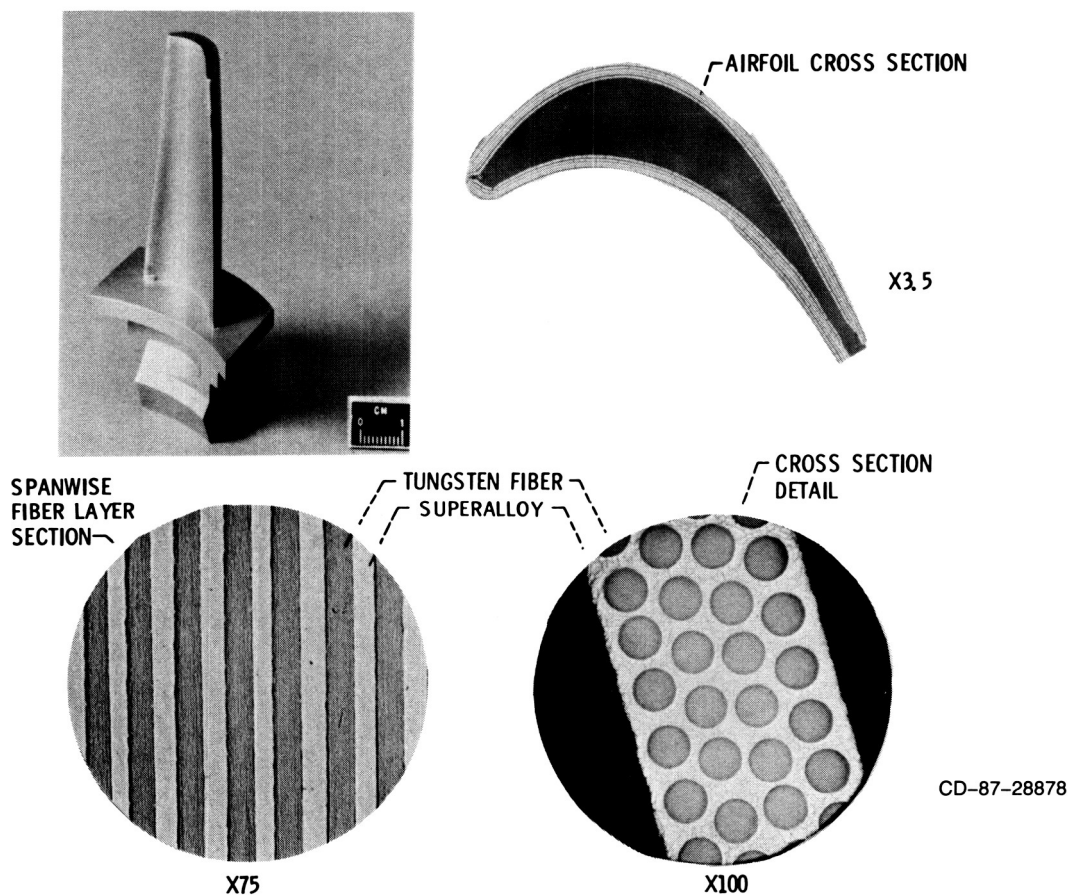 AIRFOIL CROSS SECTION
X3.5
CM
0 1
SPANWISE
FIBER LAYER
SECTION
TUNGSTEN FIBER
SUPERALLOY
CROSS SECTION
DETAIL
CD-87-28878
X75
X100